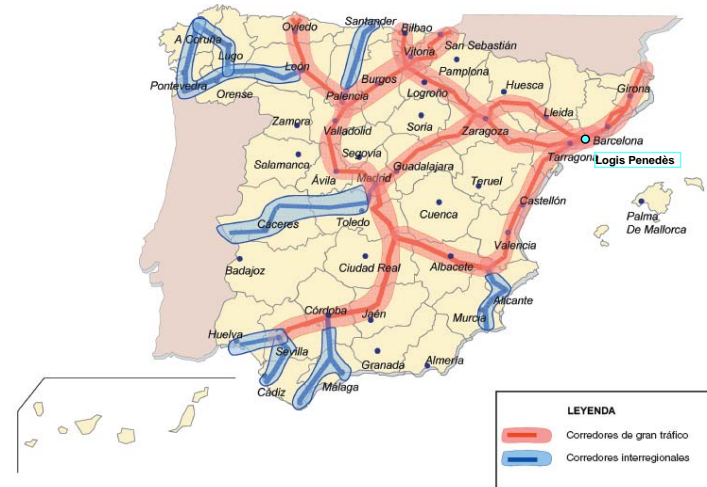 Santander
Oviedo
Bilbao
A Coruña
San Sebastián
Lugo
Vitoria
León
Pamplona
Burgos
Huesca
Girona
Pontevedra
Orense
Palencia
Logroño
Lleida
Zamora
Valladolid
Soria
Zaragoza
Barcelona
Tarragona
Logis Penedès
Salamanca
Segovia
Guadalajara
Ávila
Madrid
Teruel
Castellón
Cáceres
Toledo
Cuenca
Palma
De Mallorca
Valencia
Badajoz
Ciudad Real
Albacete
Alicante
Córdoba
Jaén
Murcia
Huelva
Sevilla
Granada
Almería
Cádiz
Málaga
LEYENDA
Corredores de gran tráfico
Corredores interregionales